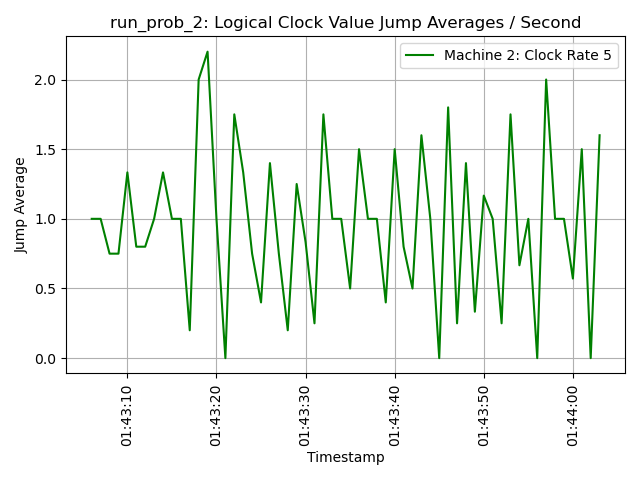 run_prob_2: Logical Clock Value Jump Averages / Second
Machine 2: Clock Rate 5
Jump Average
2.0
1.5
1.0
0.5
0.0
01:43:10
01:43:20
01:43:30
01:43:40
01:43:50
01:44:00
Timestamp